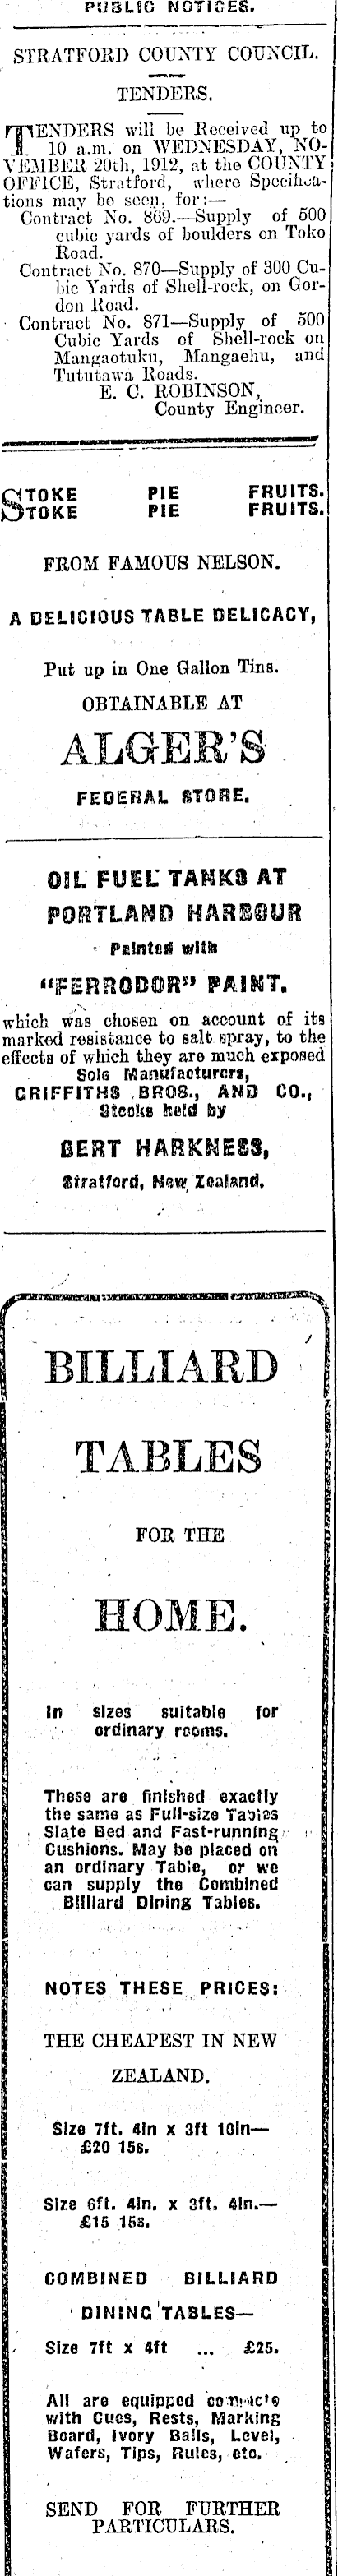 PUBLIC NOTICES.
STRATFORD COUNTY COUNCIL.
TENDERS.
TENDERS will be Received up to
10 a.m. on WEDNESDAY, NO-
VEMBER 20th, 1912, at the COUNTY
OFFICE, Stratford, where Specifica-
tions may be seen, for:—
Contract No. 869.—Supply of 500
cubic yards of boulders on Toko
Road.
Contract No. 870—Supply of 300 Cu-
bic Yards of Shell-rock, on Gor-
don Road.
Contract No. 871—Supply of 500
Cubic Yards of Shell-rock on
Mangaotuku, Mangaehu, and
Tututawa Roads.
E. C. ROBINSON,
County Engineer.
STOKE PIE FRUITS.
STOKE PIE FRUITS.
FROM FAMOUS NELSON.
A DELICIOUS TABLE DELICACY,
Put up in One Gallon Tins.
OBTAINABLE AT
ALGER'S
FEDERAL STORE.
OIL FUEL TANKS AT
PORTLAND HARBOUR
Painted with
"FERRODOR" PAINT.
which was chosen on account of its
marked resistance to salt spray, to the
effects of which they are much exposed
Sole Manufacturers,
GRIFFITHS BROS., AND CO.,
Stocks held by
BERT HARKNESS,
Stratford, New Zealand.
BILLIARD
TABLES
FOR THE
HOME.
In sizes suitable for
ordinary rooms.
These are finished exactly
the same as Full-size Tables
Slate Bed and Fast-running
Cushions. May be placed on
an ordinary Table, or we
can supply the Combined
Billiard Dining Tables.
NOTES THESE PRICES:
THE CHEAPEST IN NEW
ZEALAND.
Size 7ft. 4in x 3ft 10in—
£20 15s.
Size 6ft. 4in. x 3ft. 4in.—
£15 15s.
COMBINED BILLIARD
DINING TABLES—
Size 7ft x 4ft ... £25.
All are equipped complete
with Cues, Rests, Marking
Board, Ivory Balls, Level,
Wafers, Tips, Rules, etc.
SEND FOR FURTHER
PARTICULARS.